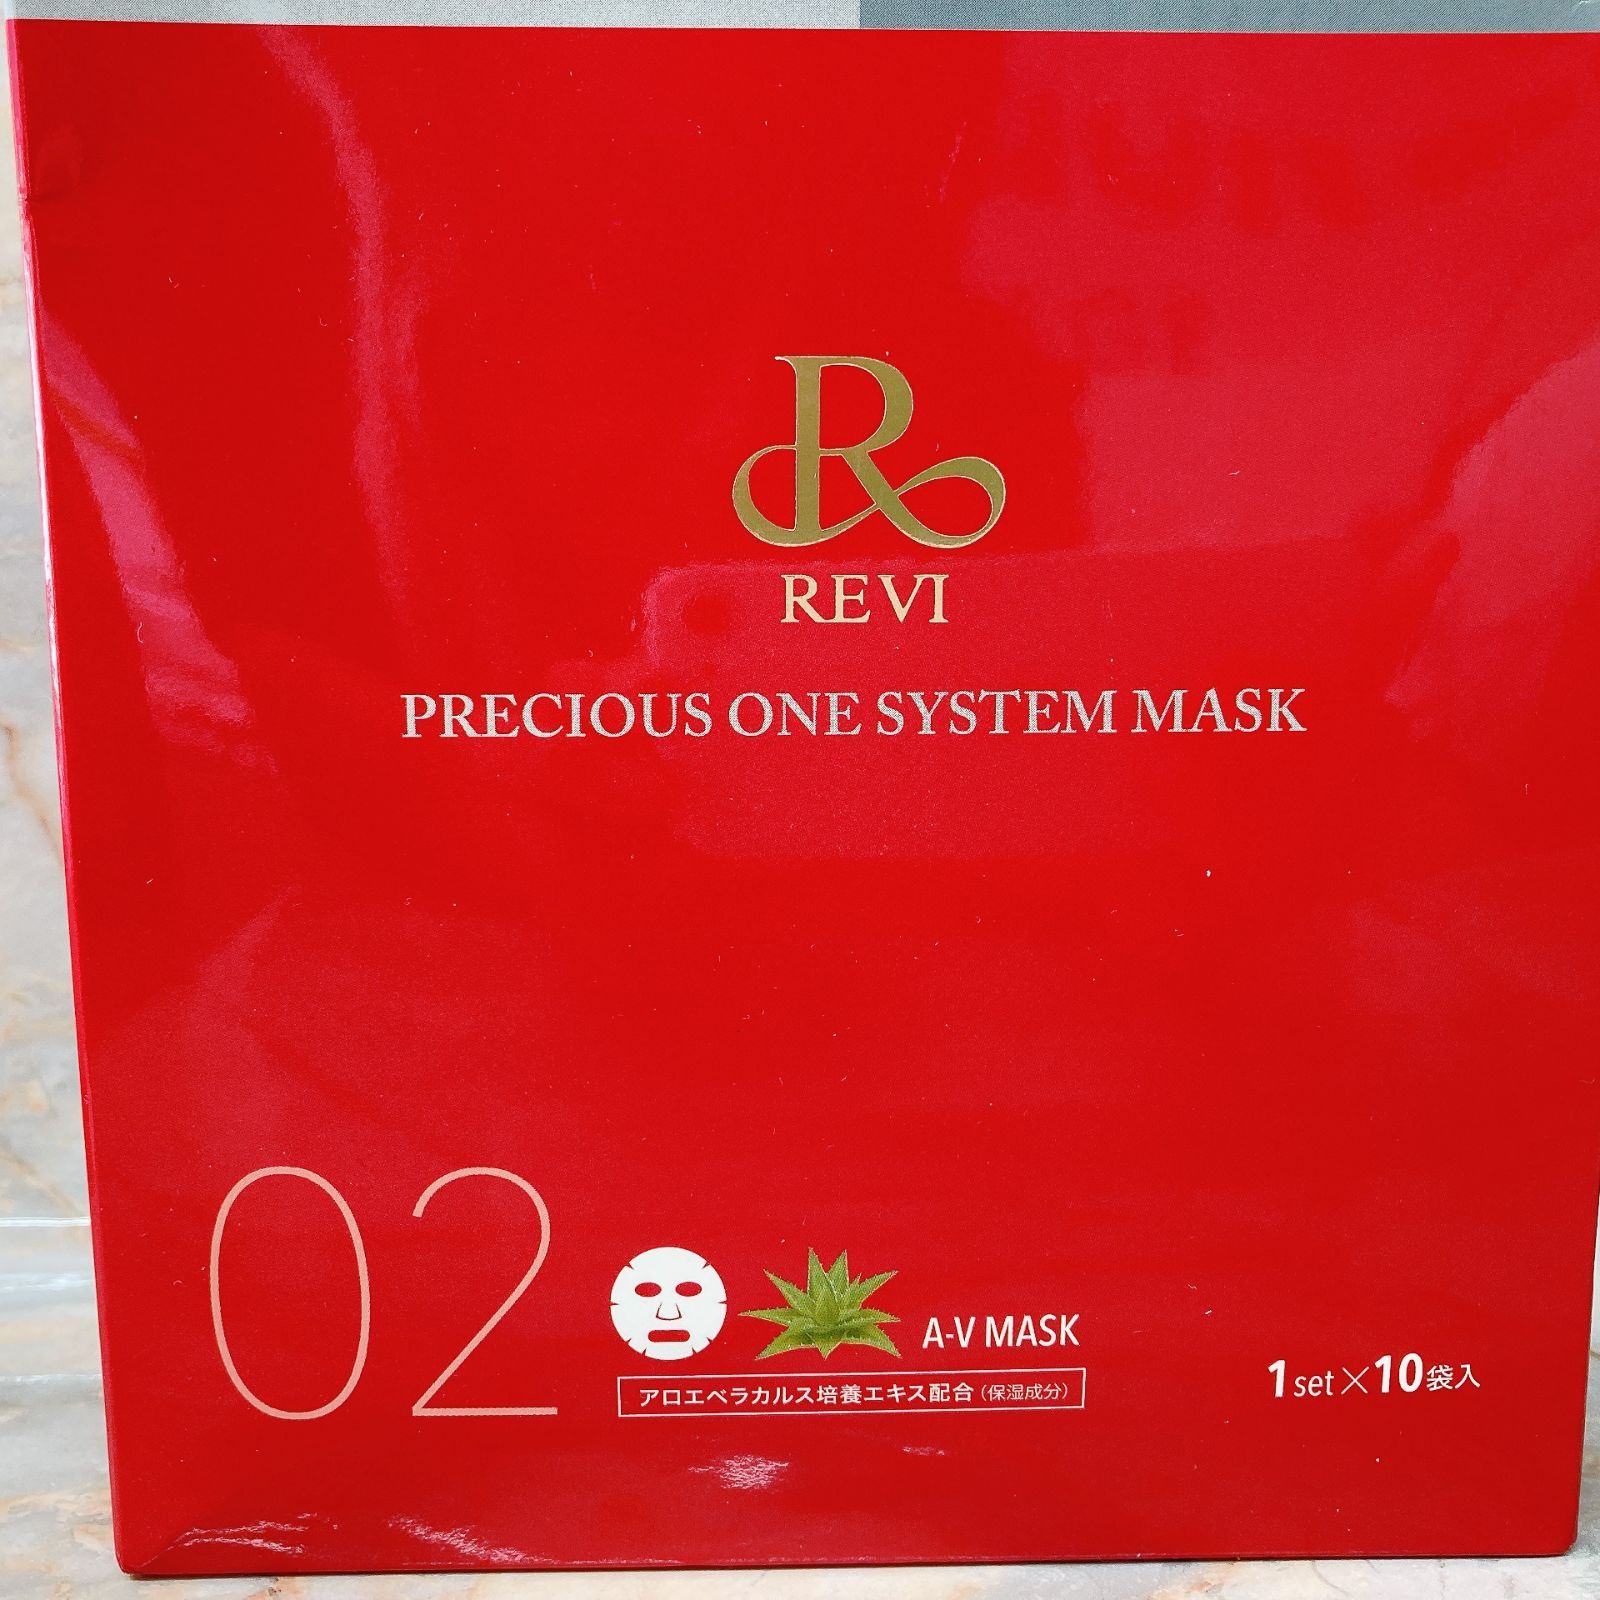 R
REVI
PRECIOUS ONE SYSTEM MASK
02
A-V MASK
アロエベラカルス培養エキス配合（保湿成分）
1set×10袋入